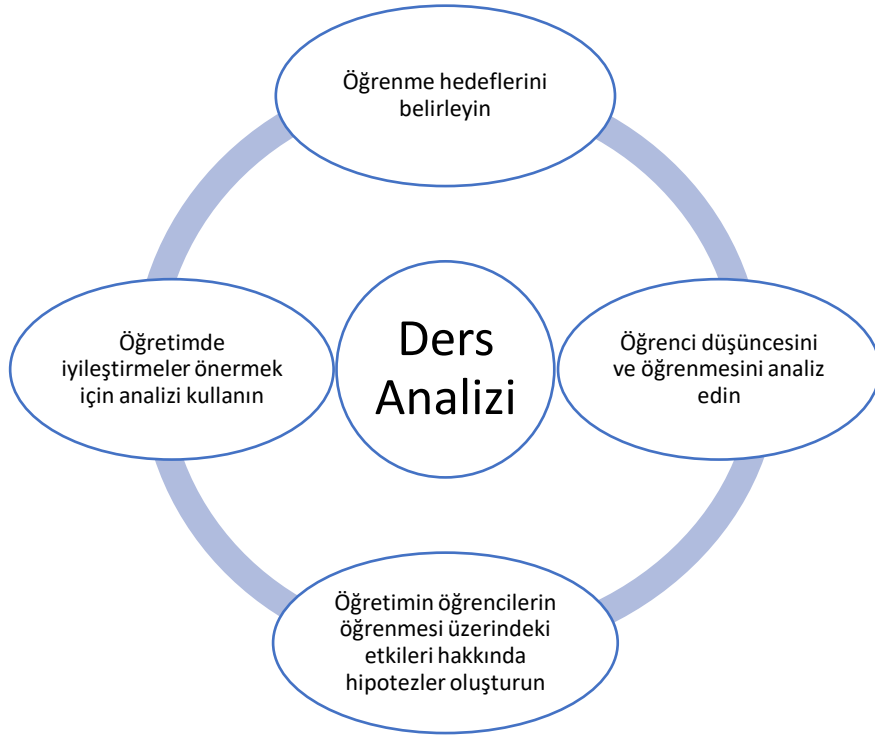 Öğrenme hedeflerini
belirleyin
Öğretimde
iyileştirmeler önermek
için analizi kullanın
Ders
Analizi
Öğrenci düşüncesini
ve öğrenmesini analiz
edin
Öğretimin öğrencilerin
öğrenmesi üzerindeki
etkileri hakkında
hipotezler oluşturun